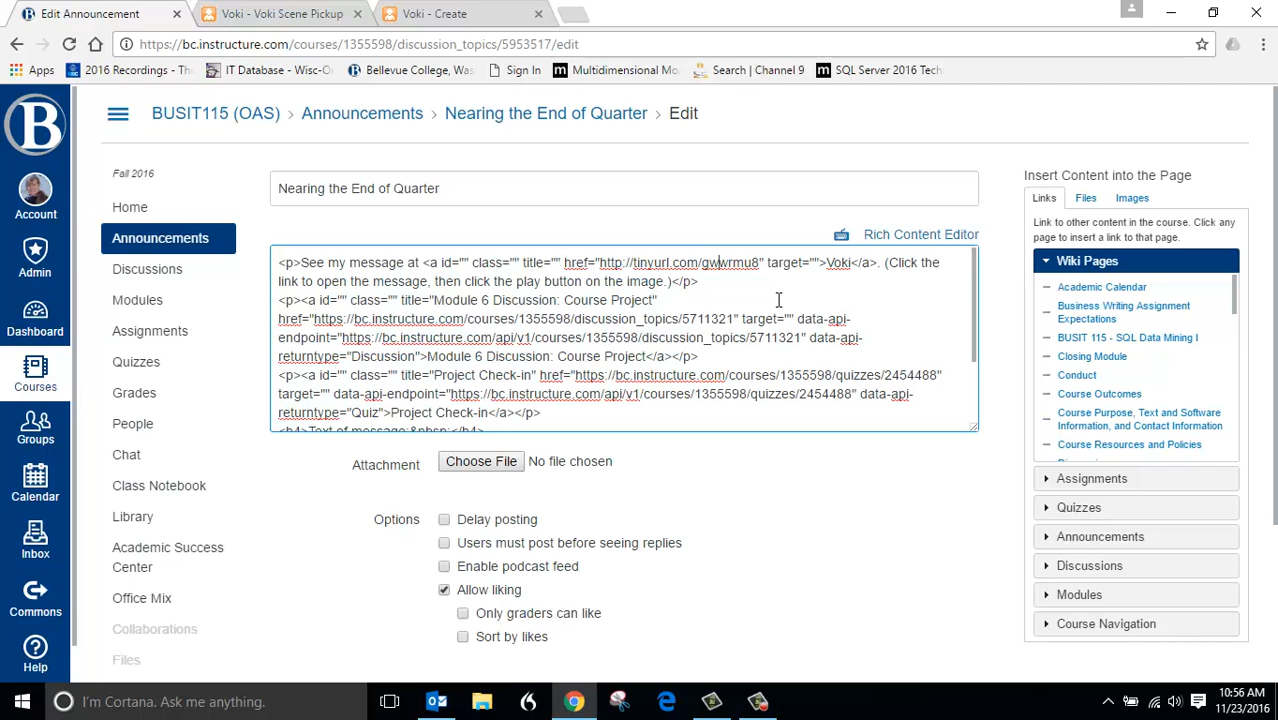 Edit Announcement
Voki - Voki Scene Pickup
Voki - Create
https://bc.instructure.com/courses/1355598/discussion_topics/5953517/edit
Apps
2016 Recordings - The
IT Database - Wisc-On
Bellevue College, Was
Sign In
Multidimensional Mo
Search | Channel 9
SQL Server 2016 Tech
BUSIT115 (OAS) > Announcements > Nearing the End of Quarter > Edit
B
Account
Admin
Dashboard
Courses
Groups
Calendar
Inbox
Commons
Help
Fall 2016
Home
Announcements
Discussions
Modules
Assignments
Quizzes
Grades
People
Chat
Class Notebook
Library
Academic Success
Center
Office Mix
Collaborations
Files
Nearing the End of Quarter
Rich Content Editor
<p>See my message at <a id="" class="" title="" href="http://tinyurl.com/gwwrmu8" target="">Voki</a>. (Click the
link to open the message, then click the play button on the image.)</p>
<p><a id="" class="" title="Module 6 Discussion: Course Project"
href="https://bc.instructure.com/courses/1355598/discussion_topics/5711321" target="" data-api-
endpoint="https://bc.instructure.com/api/v1/courses/1355598/discussion_topics/5711321" data-api-
returntype="Discussion">Module 6 Discussion: Course Project</a></p>
<p><a id="" class="" title="Project Check-in" href="https://bc.instructure.com/courses/1355598/quizzes/2454488"
target="" data-api-endpoint="https://bc.instructure.com/api/v1/courses/1355598/quizzes/2454488" data-api-
returntype="Quiz">Project Check-in</a></p>
<h4>Text of message:&nbsp;</h4>
Attachment
Choose File No file chosen
Options
Delay posting
Users must post before seeing replies
Enable podcast feed
Allow liking
Only graders can like
Sort by likes
Insert Content into the Page
Links
Files
Images
Link to other content in the course. Click any
page to insert a link to that page.
Wiki Pages
Academic Calendar
Business Writing Assignment
Expectations
BUSIT 115 - SQL Data Mining I
Closing Module
Conduct
Course Outcomes
Course Purpose, Text and Software
Information, and Contact Information
Course Resources and Policies
Assignments
Quizzes
Announcements
Discussions
Modules
Course Navigation
I'm Cortana. Ask me anything.
10:56 AM
11/23/2016